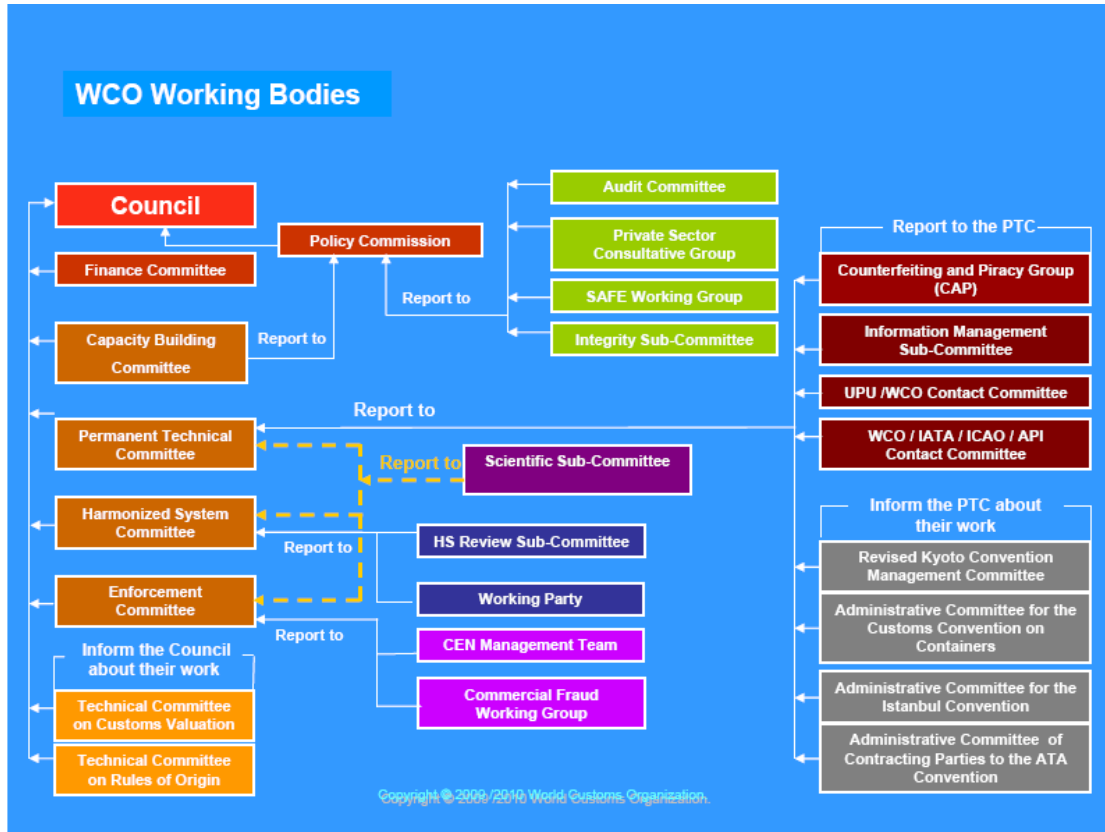 WCO Working Bodies
Council
Policy Commission
Finance Committee
Capacity Building
Committee
Report to
Report to
Audit Committee
Private Sector
Consultative Group
SAFE Working Group
Integrity Sub-Committee
Report to the PTC
Counterfeiting and Piracy Group
(CAP)
Information Management
Sub-Committee
UPU /WCO Contact Committee
WCO / IATA / ICAO / API
Contact Committee
Report to
Permanent Technical
Committee
Report to
Scientific Sub-Committee
Harmonized System
Committee
Report to
HS Review Sub-Committee
Working Party
Enforcement
Committee
Report to
CEN Management Team
Commercial Fraud
Working Group
Inform the Council
about their work
Technical Committee
on Customs Valuation
Technical Committee
on Rules of Origin
Inform the PTC about
their work
Revised Kyoto Convention
Management Committee
Administrative Committee for the
Customs Convention on
Containers
Administrative Committee for the
Istanbul Convention
Administrative Committee of
Contracting Parties to the ATA
Convention
Copyright © 2009 /2010 World Customs Organization.